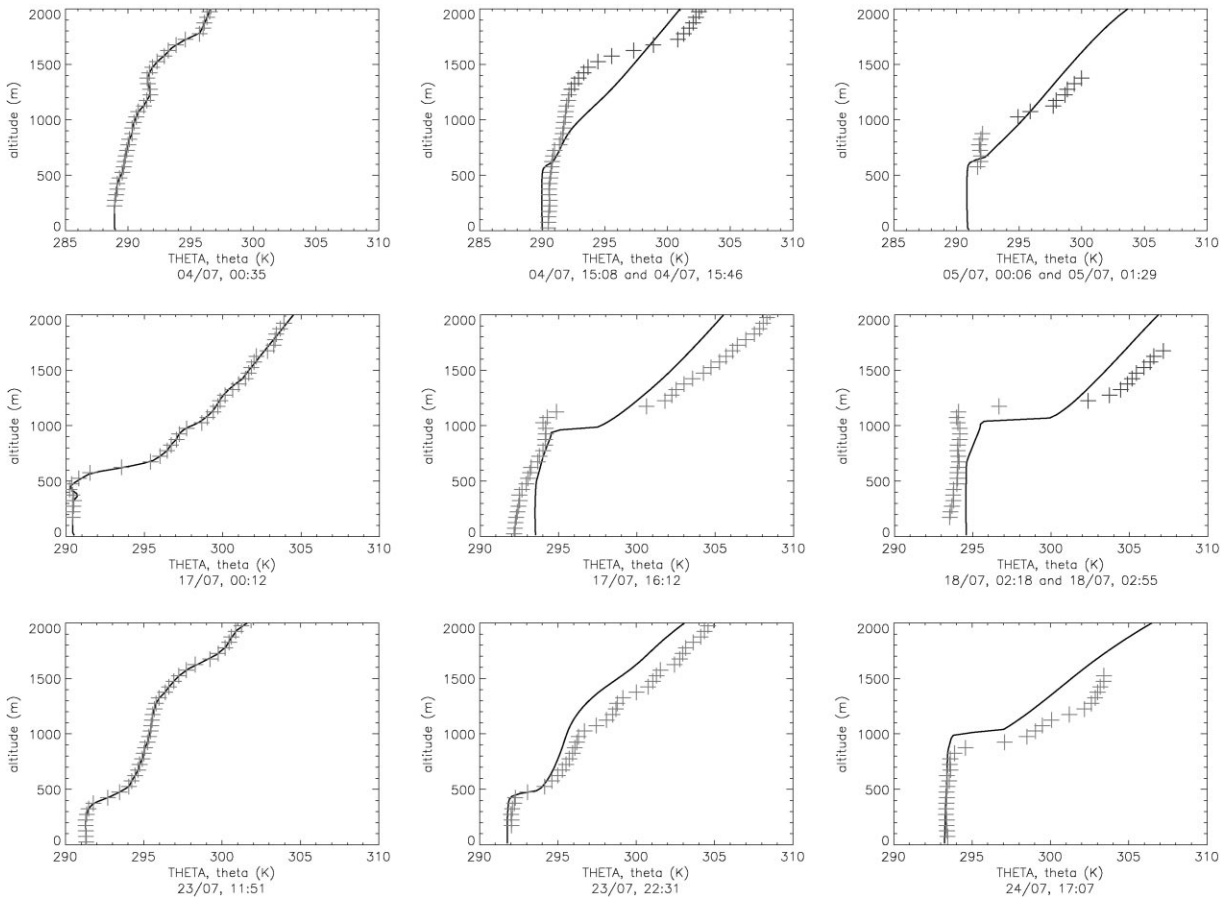 2000
1500
1000
500
0
altitude (m)
285 290 295 300 305 310
THETA, theta (K)
04/07, 00:35
2000
1500
1000
500
0
altitude (m)
285 290 295 300 305 310
THETA, theta (K)
04/07, 15:08 and 04/07, 15:46
2000
1500
1000
500
0
altitude (m)
285 290 295 300 305 310
THETA, theta (K)
05/07, 00:06 and 05/07, 01:29
2000
1500
1000
500
0
altitude (m)
290 295 300 305 310
THETA, theta (K)
17/07, 00:12
2000
1500
1000
500
0
altitude (m)
290 295 300 305 310
THETA, theta (K)
17/07, 16:12
2000
1500
1000
500
0
altitude (m)
290 295 300 305 310
THETA, theta (K)
18/07, 02:18 and 18/07, 02:55
2000
1500
1000
500
0
altitude (m)
290 295 300 305 310
THETA, theta (K)
23/07, 11:51
2000
1500
1000
500
0
altitude (m)
290 295 300 305 310
THETA, theta (K)
23/07, 22:31
2000
1500
1000
500
0
altitude (m)
290 295 300 305 310
THETA, theta (K)
24/07, 17:07